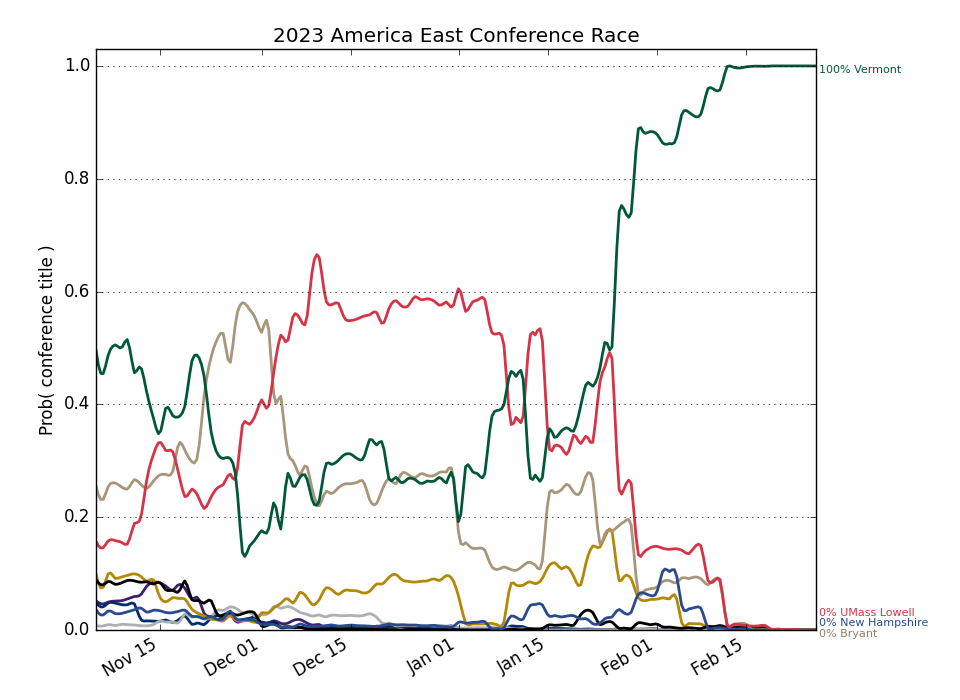 2023 America East Conference Race
Prob( conference title )
1.0
0.8
0.6
0.4
0.2
0.0
Nov 15
Dec 01
Dec 15
Jan 01
Jan 15
Feb 01
Feb 15
100% Vermont
0% UMass Lowell
0% New Hampshire
0% Bryant